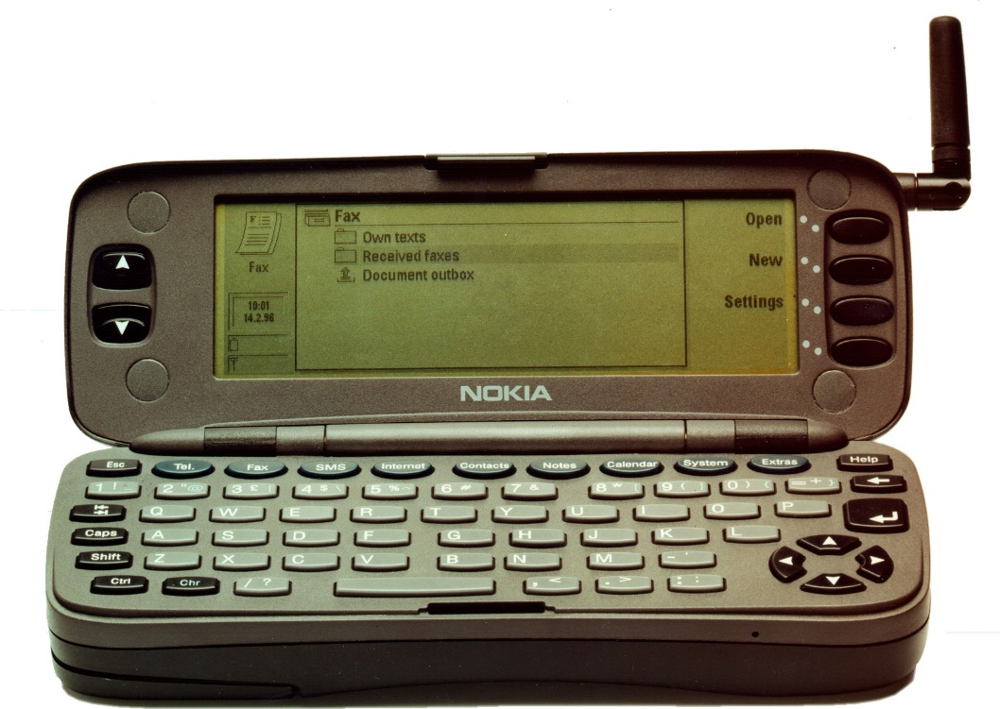 Fax
Own texts
Received faxes
Document outbox
Fax
10:01
14.2.96
Open
New
Settings
NOKIA
Esc Tel. Fax SMS Internet Contacts Notes Calendar System Extras Help
1 ! 2 " @ 3 £ 4 $ \ 5 % 6 # 7 & 8 * [ 9 ( ] 0 ) { = + }
Q W E R T Y U I O P
Caps A S D F G H J K L
Shift Z X C V B N M - '
Ctrl Chr / ? , < . > ; :